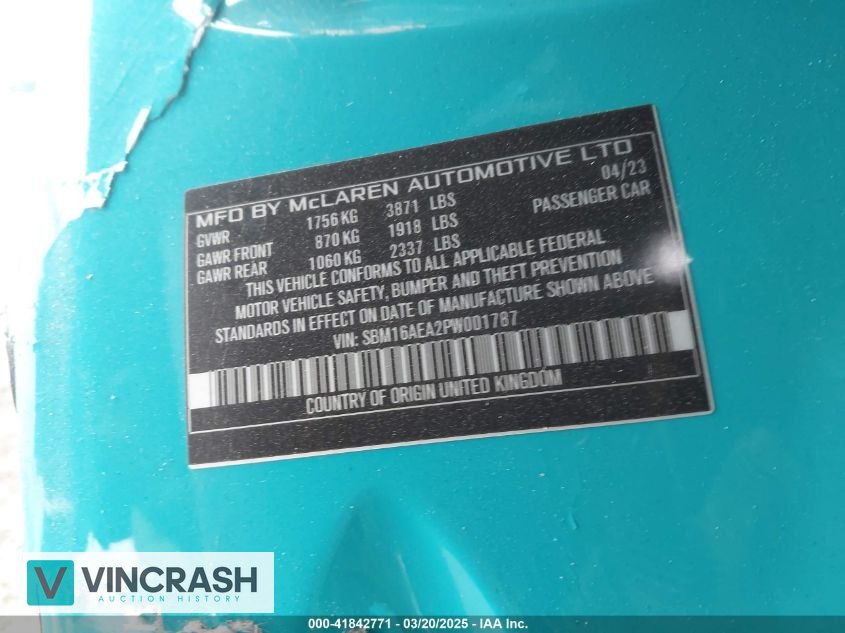 MFD BY McLAREN AUTOMOTIVE LTD
04/23
GVWR 1756 KG 3871 LBS PASSENGER CAR
GAWR FRONT 870 KG 1918 LBS
GAWR REAR 1060 KG 2337 LBS
THIS VEHICLE CONFORMS TO ALL APPLICABLE FEDERAL
MOTOR VEHICLE SAFETY, BUMPER AND THEFT PREVENTION
STANDARDS IN EFFECT ON DATE OF MANUFACTURE SHOWN ABOVE
VIN: SBM16AEA2PW001787
COUNTRY OF ORIGIN UNITED KINGDOM
V VINCRASH
AUCTION HISTORY
000-41842771 — 03/20/2025 — IAA Inc.